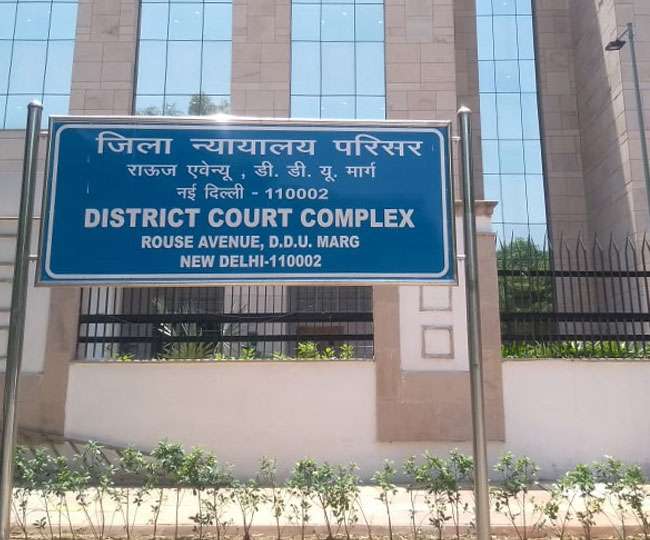 जिला न्यायालय परिसर
राऊज एवेन्यू , डी. डी. यू. मार्ग
नई दिल्ली - 110002
DISTRICT COURT COMPLEX
ROUSE AVENUE, D.D.U. MARG
NEW DELHI-110002